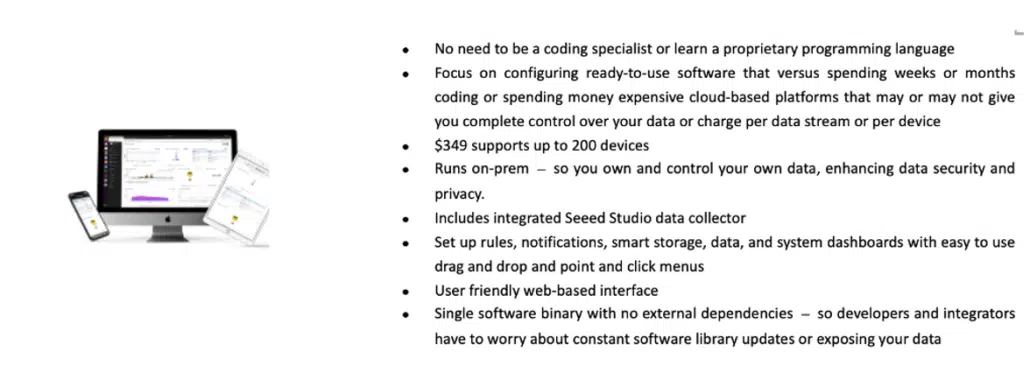 • No need to be a coding specialist or learn a proprietary programming language
• Focus on configuring ready-to-use software that versus spending weeks or months
coding or spending money expensive cloud-based platforms that may or may not give
you complete control over your data or charge per data stream or per device
• $349 supports up to 200 devices
• Runs on-prem – so you own and control your own data, enhancing data security and
privacy.
• Includes integrated Seeed Studio data collector
• Set up rules, notifications, smart storage, data, and system dashboards with easy to use
drag and drop and point and click menus
• User friendly web-based interface
• Single software binary with no external dependencies – so developers and integrators
have to worry about constant software library updates or exposing your data